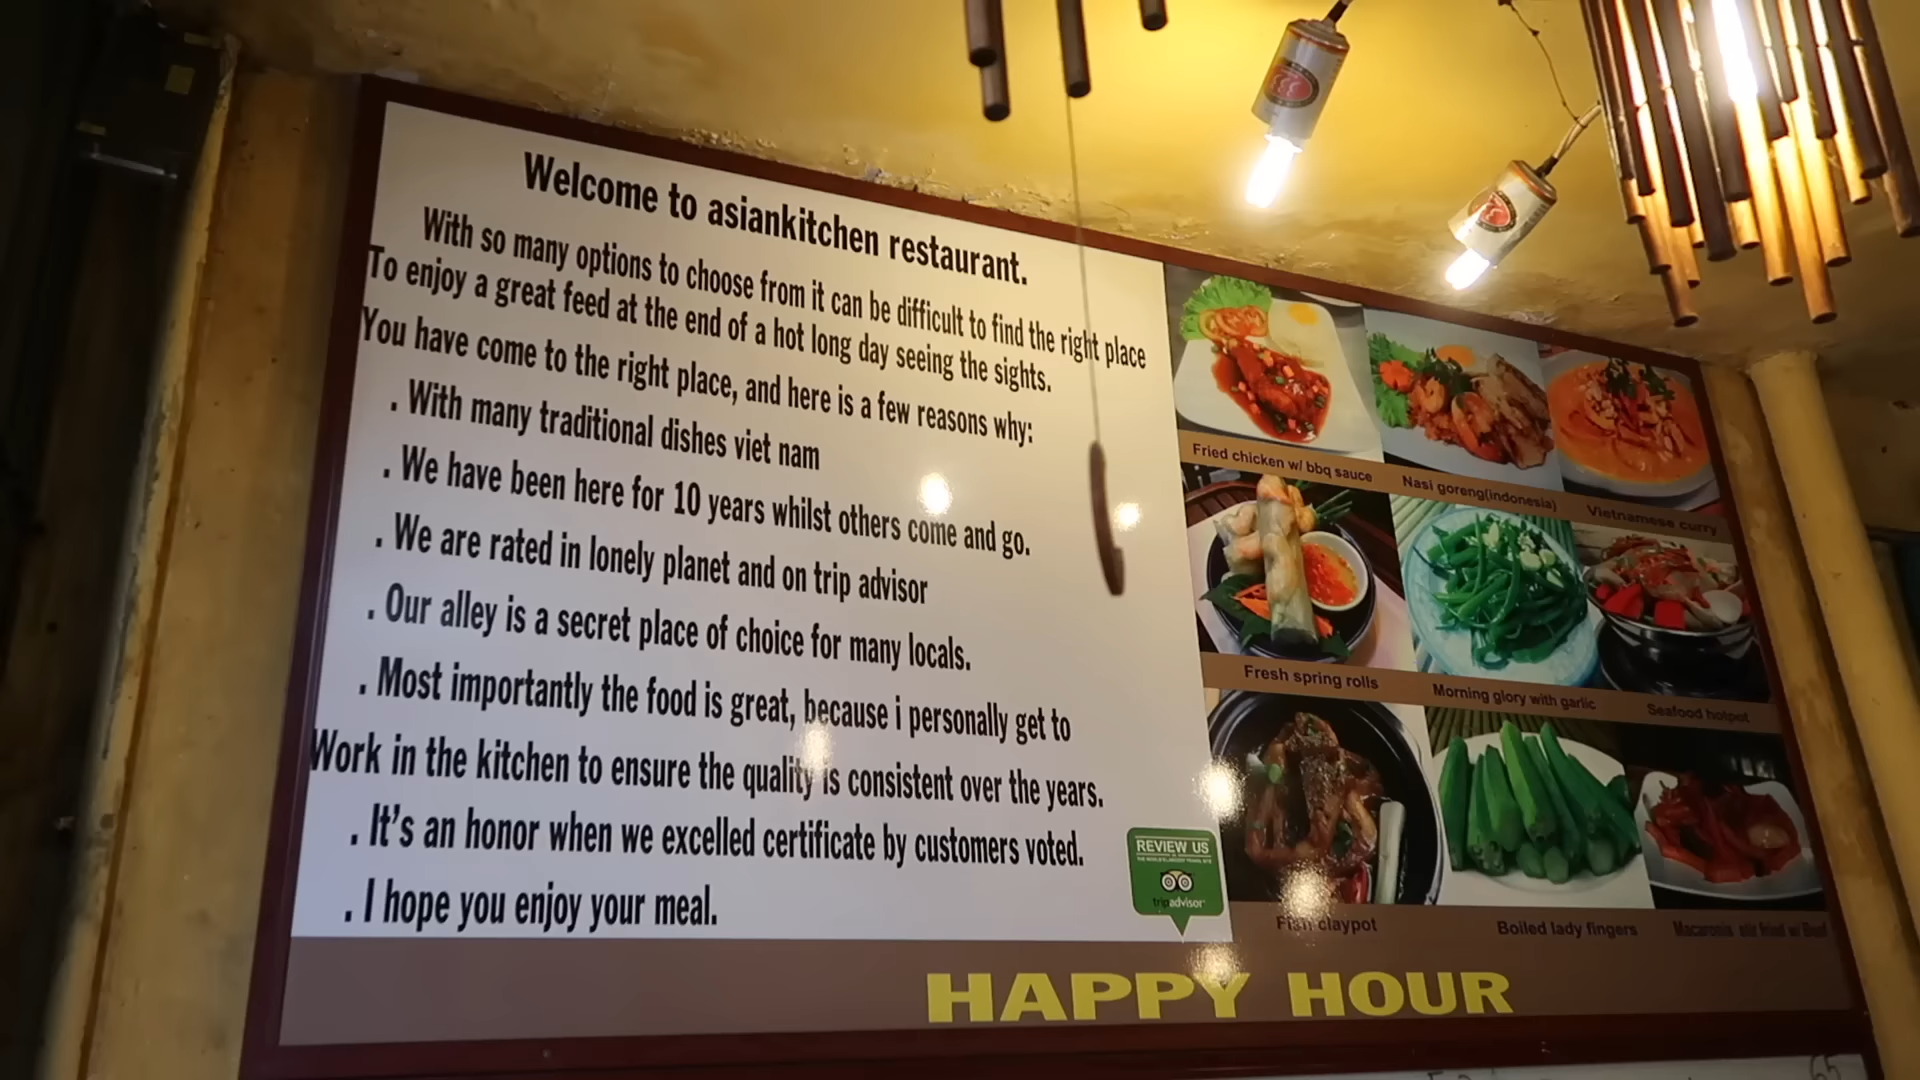 Welcome to asiankitchen restaurant.
With so many options to choose from it can be difficult to find the right place
To enjoy a great feed at the end of a hot long day seeing the sights.
You have come to the right place, and here is a few reasons why:
. With many traditional dishes viet nam
. We have been here for 10 years whilst others come and go.
. We are rated in lonely planet and on trip advisor
. Our alley is a secret place of choice for many locals.
. Most importantly the food is great, because i personally get to
Work in the kitchen to ensure the quality is consistent over the years.
. It's an honor when we excelled certificate by customers voted.
. I hope you enjoy your meal.
REVIEW US
tripadvisor
Fried chicken w/ bbq sauce
Nasi goreng(indonesia)
Vietnamese curry
Fresh spring rolls
Morning glory with garlic
Seafood hotpot
Fish claypot
Boiled lady fingers
Macaronis stir fried w/ Beef
HAPPY HOUR